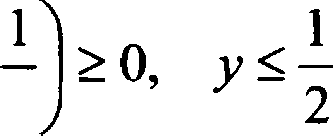 1/ ) ≥ 0, y ≤ 1/2